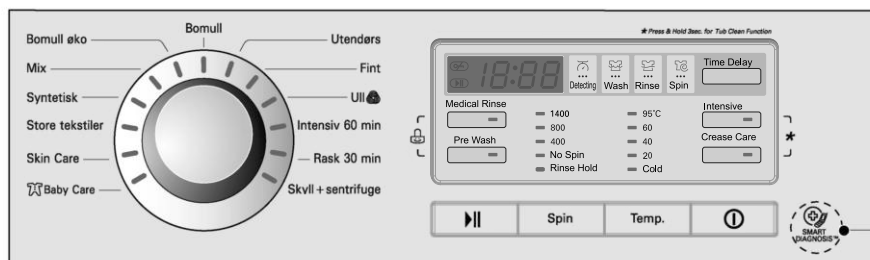 Bomull
Bomull øko
Utendørs
Mix
Fint
Syntetisk
Ull
Store tekstiler
Intensiv 60 min
Skin Care
Rask 30 min
Baby Care
Skyll + sentrifuge
* Press & Hold 3sec. for Tub Clean Function
18:88
Detecting
Wash
Rinse
Spin
Time Delay
Medical Rinse
Pre Wash
1400
800
400
No Spin
Rinse Hold
95°C
60
40
20
Cold
Intensive
Crease Care
*
Spin
Temp.
SMART
DIAGNOSIS™